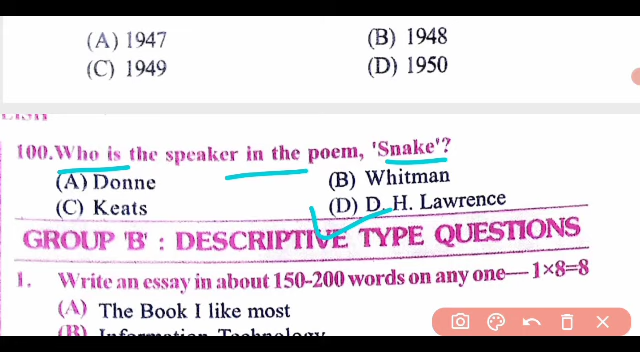 (A) 1947 (B) 1948
(C) 1949 (D) 1950
100. Who is the speaker in the poem, 'Snake'?
(A) Donne (B) Whitman
(C) Keats (D) D. H. Lawrence
GROUP 'B' : DESCRIPTIVE TYPE QUESTIONS
1. Write an essay in about 150-200 words on any one— 1×8=8
(A) The Book I like most
(B) Information Technology